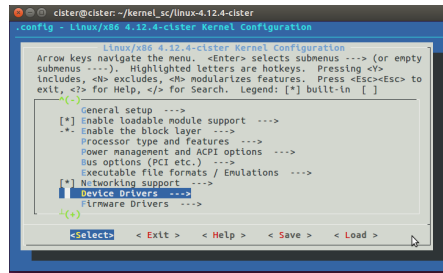 cister@cister: ~/kernel_sc/linux-4.12.4-cister
.config - Linux/x86 4.12.4-cister Kernel Configuration
Linux/x86 4.12.4-cister Kernel Configuration
Arrow keys navigate the menu. <Enter> selects submenus ---> (or empty
submenus ----). Highlighted letters are hotkeys. Pressing <Y>
includes, <N> excludes, <M> modularizes features. Press <Esc><Esc> to
exit, <?> for Help, </> for Search. Legend: [*] built-in [ ]
^(-)
General setup --->
[*] Enable loadable module support --->
-*- Enable the block layer --->
Processor type and features --->
Power management and ACPI options --->
Bus options (PCI etc.) --->
Executable file formats / Emulations --->
[*] Networking support --->
Device Drivers --->
Firmware Drivers --->
┴(+)
<Select> < Exit > < Help > < Save > < Load >